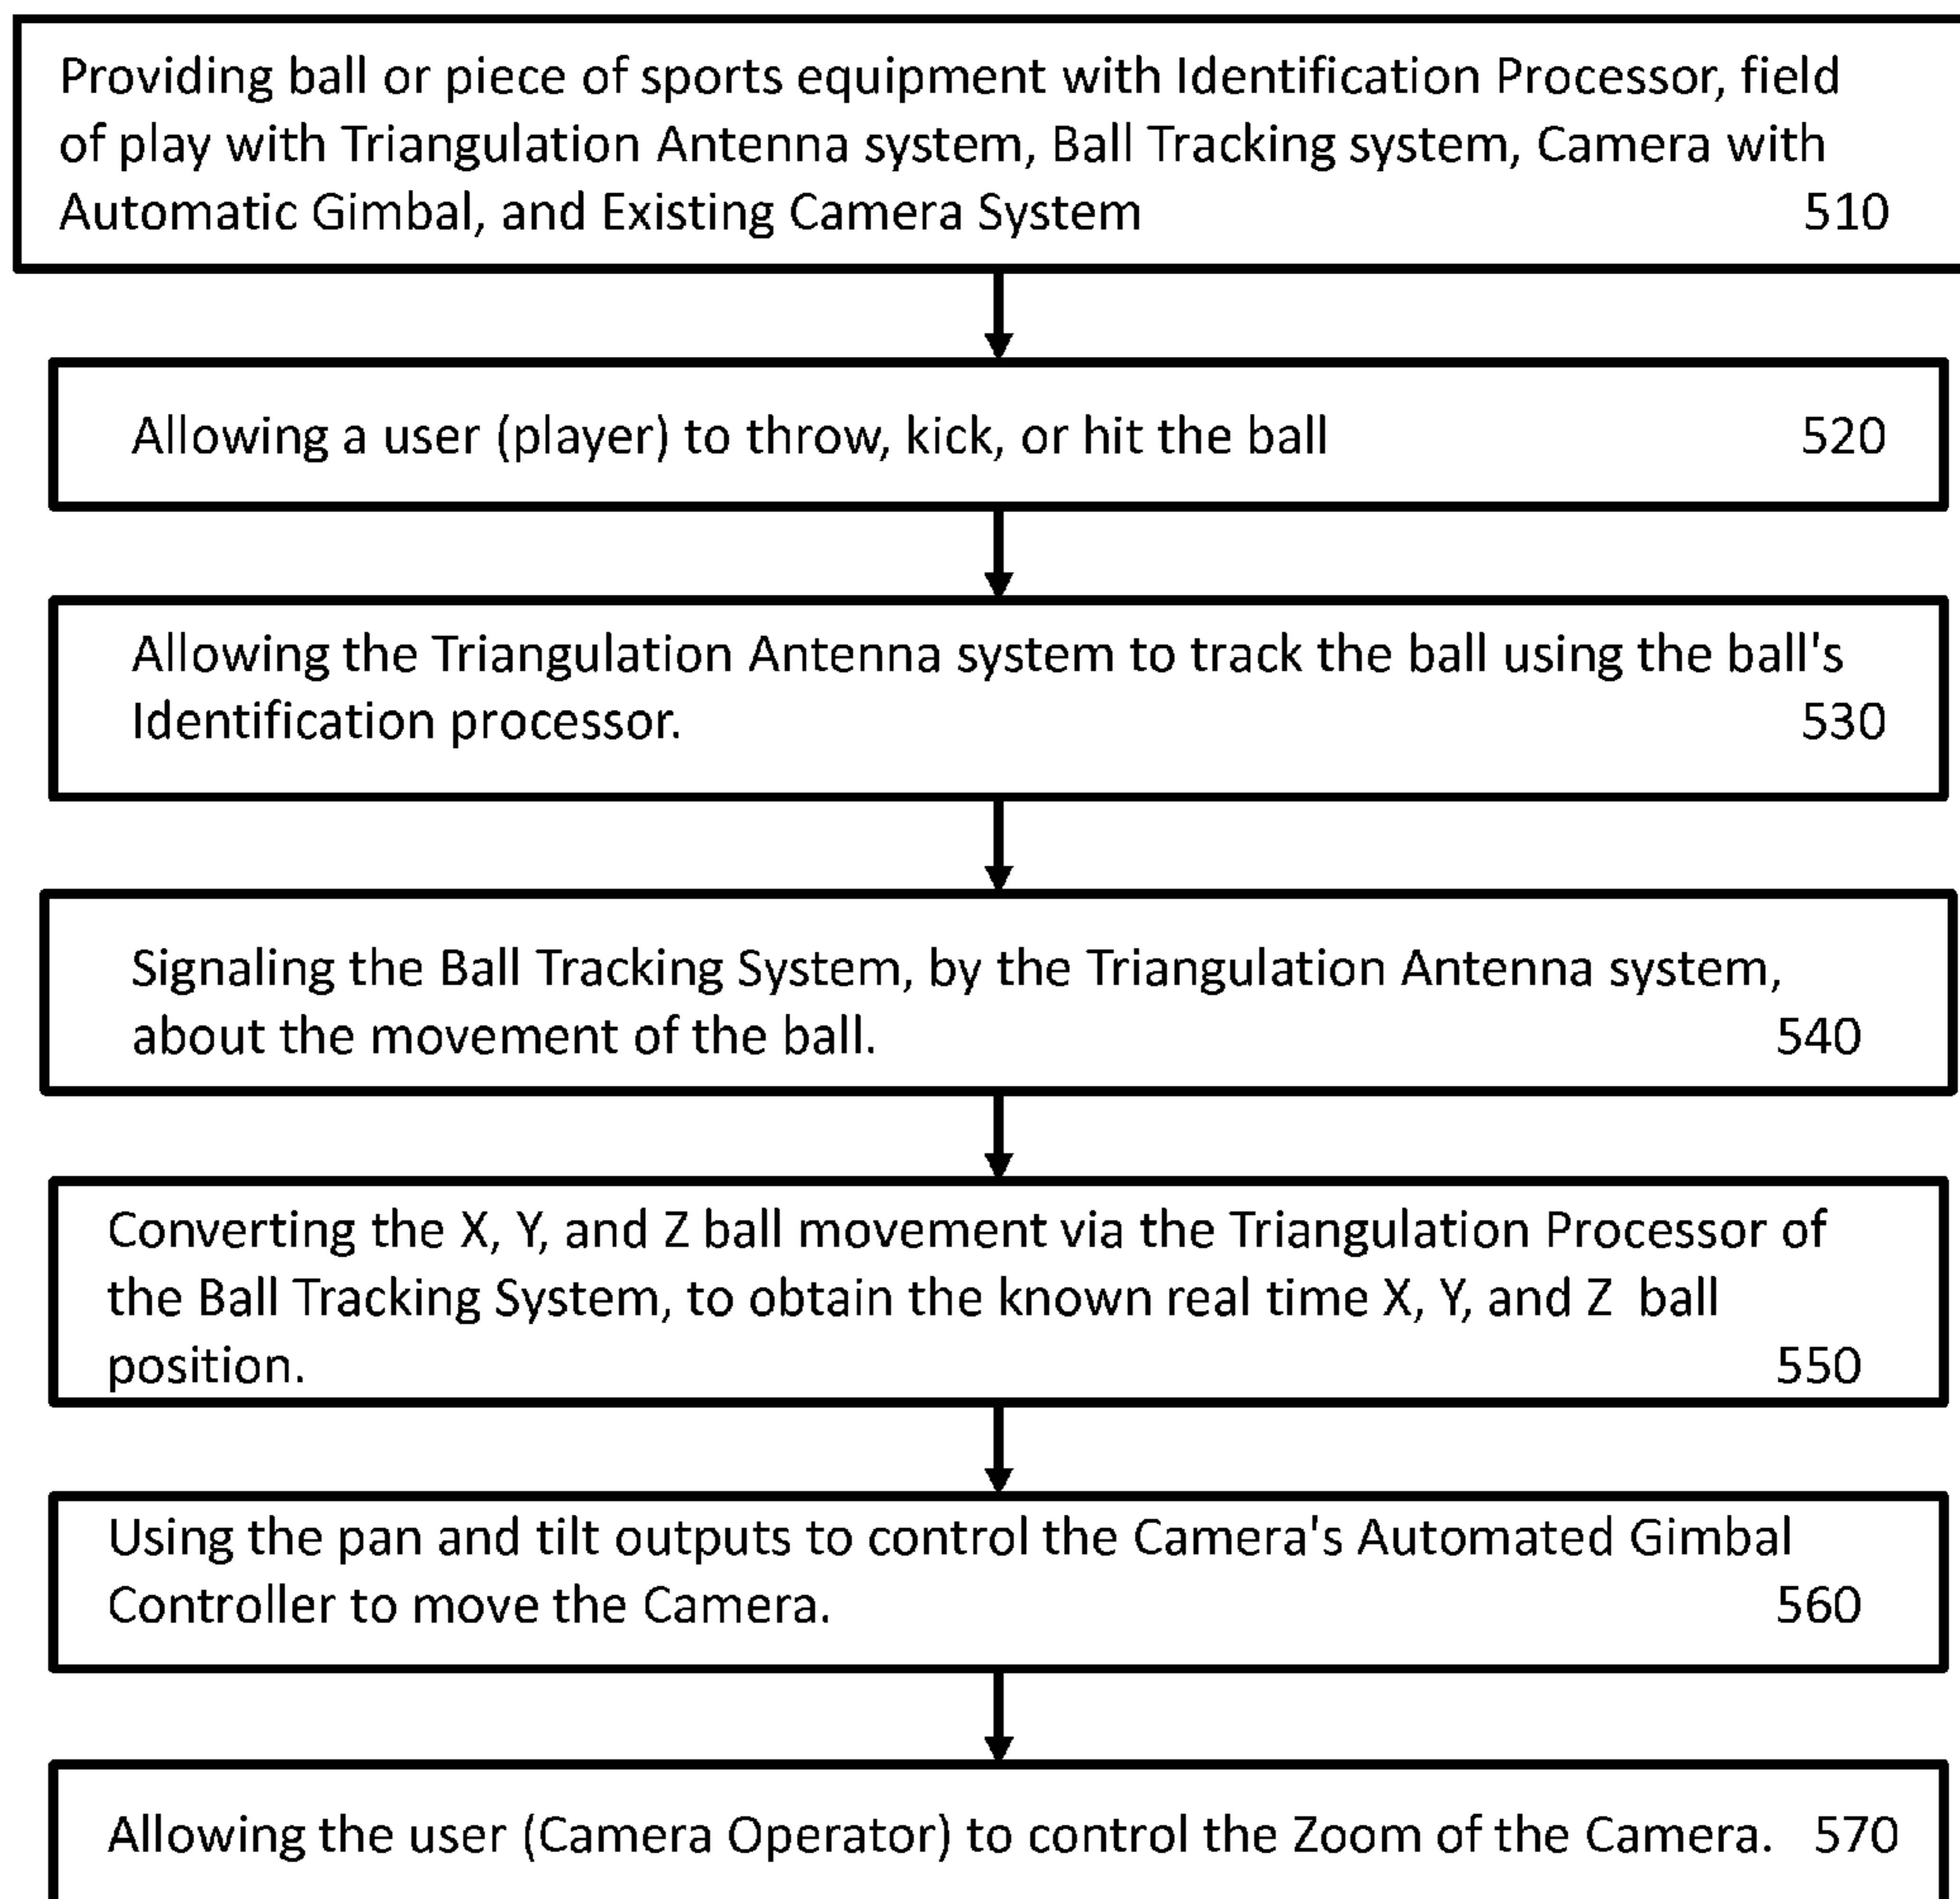 Providing ball or piece of sports equipment with Identification Processor, field
of play with Triangulation Antenna system, Ball Tracking system, Camera with
Automatic Gimbal, and Existing Camera System 510
Allowing a user (player) to throw, kick, or hit the ball 520
Allowing the Triangulation Antenna system to track the ball using the ball's
Identification processor. 530
Signaling the Ball Tracking System, by the Triangulation Antenna system,
about the movement of the ball. 540
Converting the X, Y, and Z ball movement via the Triangulation Processor of
the Ball Tracking System, to obtain the known real time X, Y, and Z ball
position. 550
Using the pan and tilt outputs to control the Camera's Automated Gimbal
Controller to move the Camera. 560
Allowing the user (Camera Operator) to control the Zoom of the Camera. 570